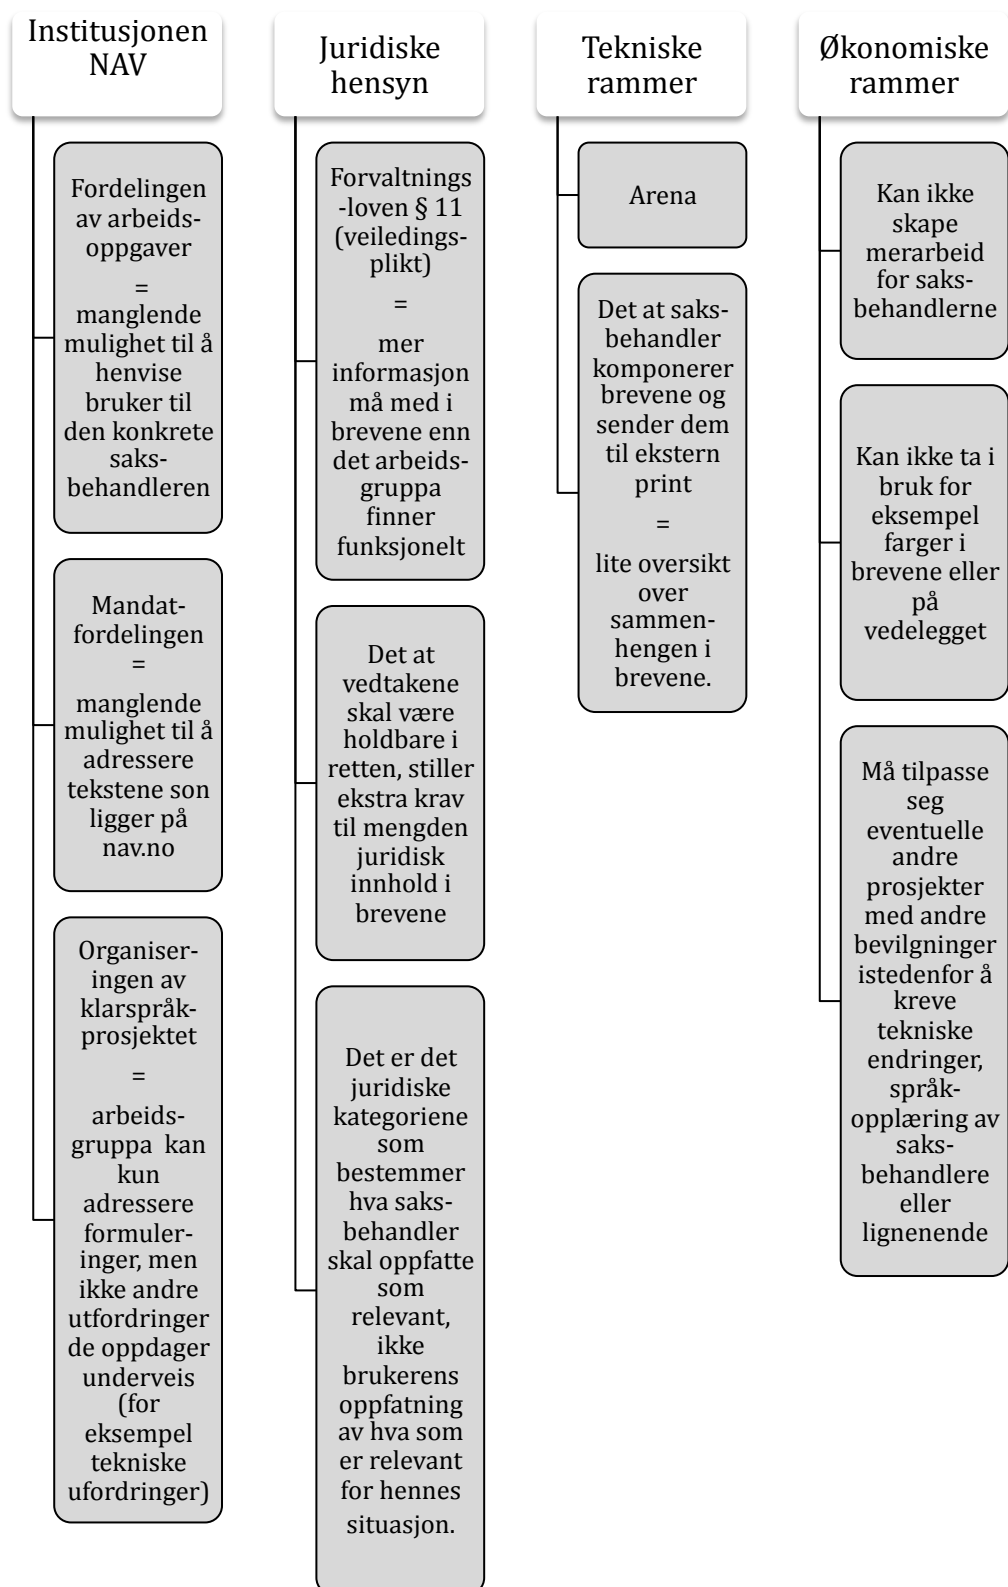 Institusjonen
NAV
Fordelingen
av arbeids-
oppgaver
=
manglende
mulighet til å
henvise
bruker til
den konkrete
saks-
behandleren
Mandat-
fordelingen
=
manglende
mulighet til å
adressere
tekstene son
ligger på
nav.no
Organiser-
ingen av
klarspråk-
prosjektet
=
arbeids-
gruppa kan
kun
adressere
formuler-
inger, men
ikke andre
utfordringer
de oppdager
underveis
(for
eksempel
tekniske
ufordringer)
Juridiske
hensyn
Forvaltnings
-loven § 11
(veiledings-
plikt)
=
mer
informasjon
må med i
brevene enn
det arbeids-
gruppa
finner
funksjonelt
Det at
vedtakene
skal være
holdbare i
retten, stiller
ekstra krav
til mengden
juridisk
innhold i
brevene
Det er det
juridiske
kategoriene
som
bestemmer
hva saks-
behandler
skal oppfatte
som
relevant,
ikke
brukerens
oppfatning
av hva som
er relevant
for hennes
situasjon.
Tekniske
rammer
Arena
Det at saks-
behandler
komponerer
brevene og
sender dem
til ekstern
print
=
lite oversikt
over
sammen-
hengen i
brevene.
Økonomiske
rammer
Kan ikke
skape
merarbeid
for saks-
behandlerne
Kan ikke ta i
bruk for
eksempel
farger i
brevene eller
på
vedelegget
Må tilpasse
seg
eventuelle
andre
prosjekter
med andre
bevilgninger
istedenfor å
kreve
tekniske
endringer,
språk-
opplæring av
saks-
behandlere
eller
lignenende